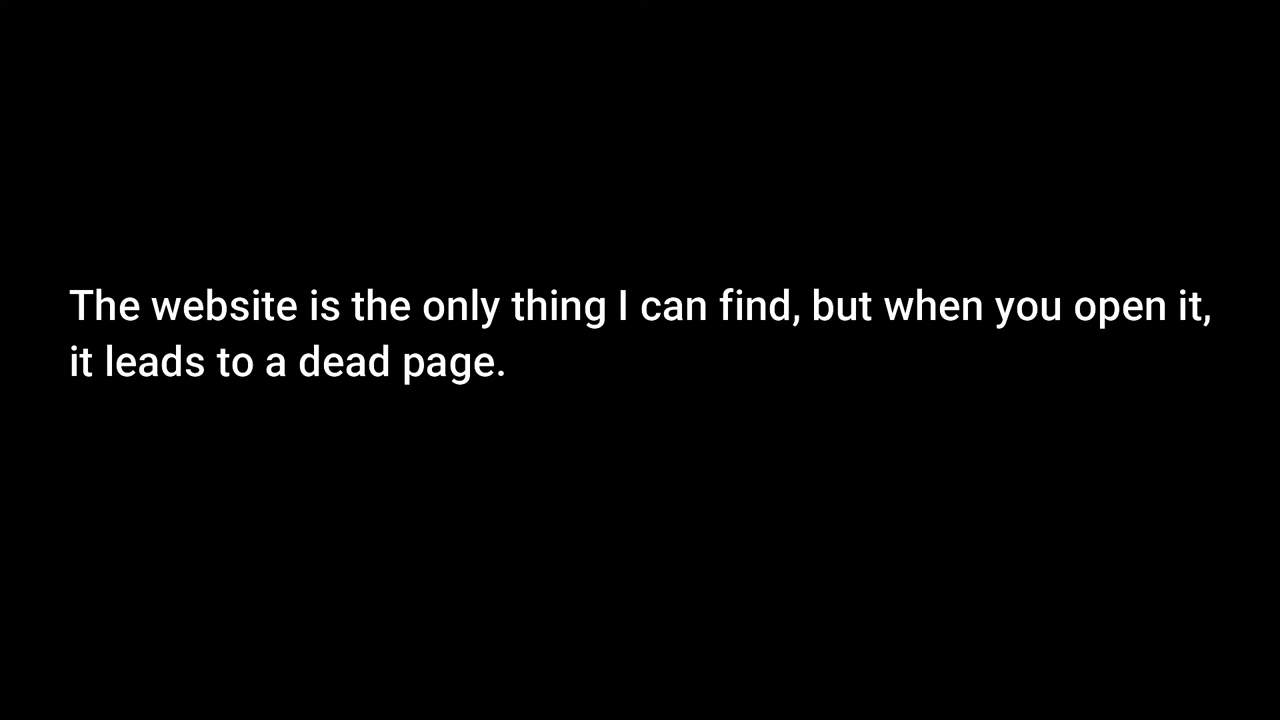 The website is the only thing I can find, but when you open it,
it leads to a dead page.